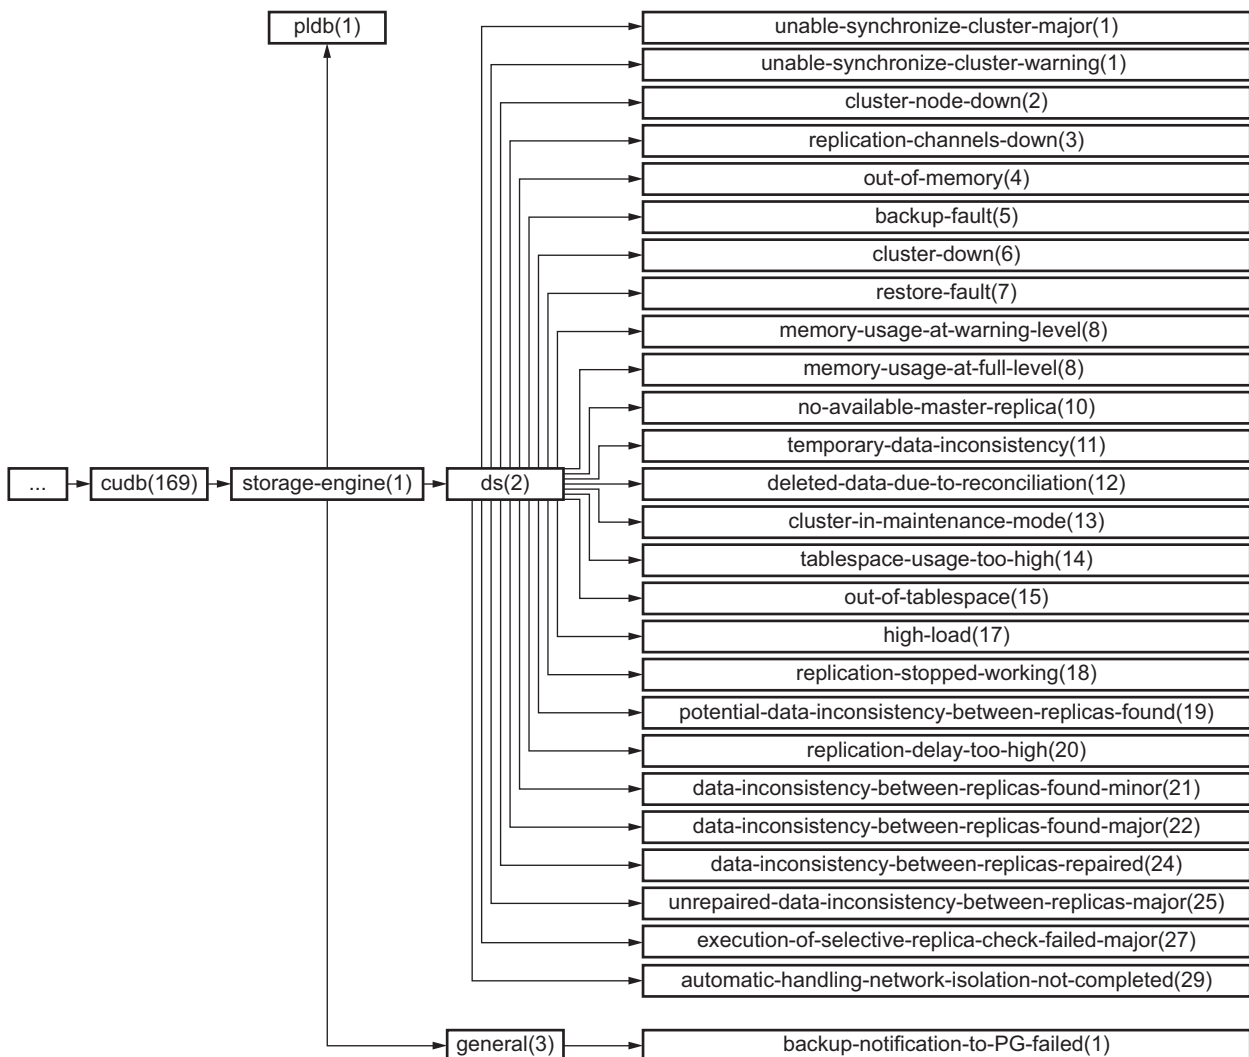 pldb(1)
unable-synchronize-cluster-major(1)
unable-synchronize-cluster-warning(1)
cluster-node-down(2)
replication-channels-down(3)
out-of-memory(4)
backup-fault(5)
cluster-down(6)
restore-fault(7)
memory-usage-at-warning-level(8)
memory-usage-at-full-level(8)
no-available-master-replica(10)
temporary-data-inconsistency(11)
...
cudb(169)
storage-engine(1)
ds(2)
deleted-data-due-to-reconciliation(12)
cluster-in-maintenance-mode(13)
tablespace-usage-too-high(14)
out-of-tablespace(15)
high-load(17)
replication-stopped-working(18)
potential-data-inconsistency-between-replicas-found(19)
replication-delay-too-high(20)
data-inconsistency-between-replicas-found-minor(21)
data-inconsistency-between-replicas-found-major(22)
data-inconsistency-between-replicas-repaired(24)
unrepaired-data-inconsistency-between-replicas-major(25)
execution-of-selective-replica-check-failed-major(27)
automatic-handling-network-isolation-not-completed(29)
general(3)
backup-notification-to-PG-failed(1)